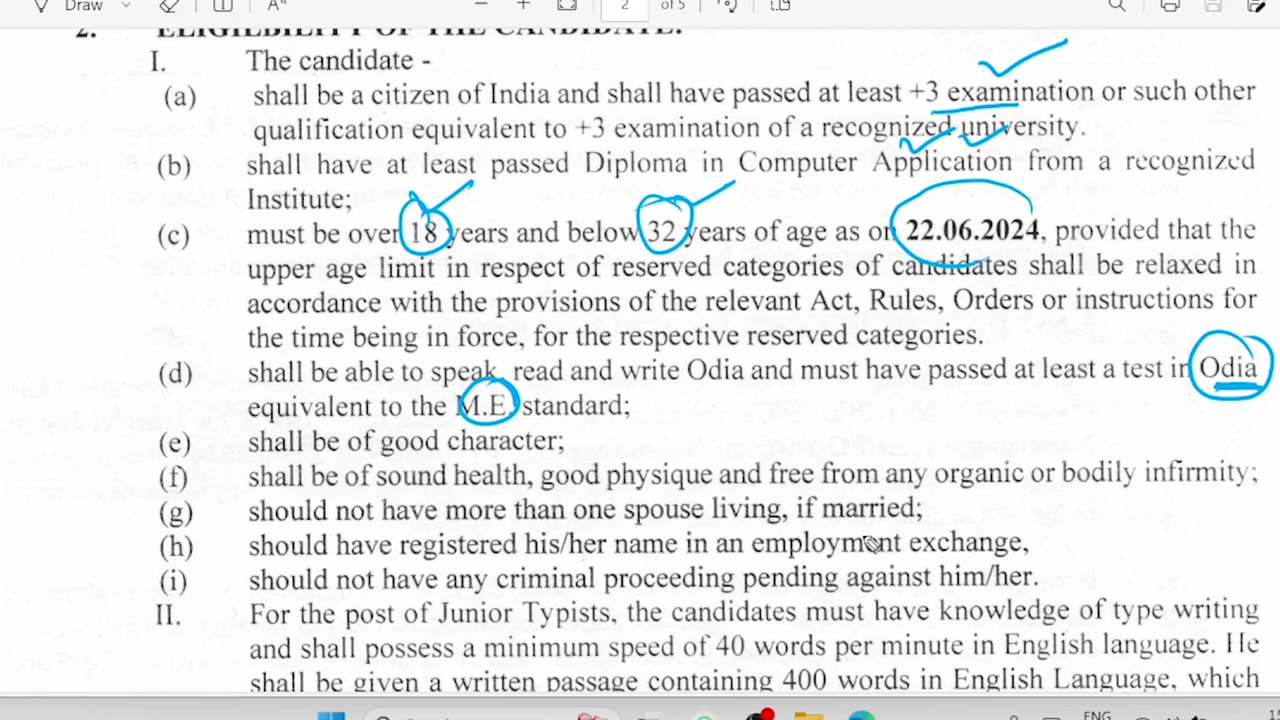 Draw
2
of 5
2. ELIGILBILITY OF THE CANDIDATE.
I. The candidate -
(a) shall be a citizen of India and shall have passed at least +3 examination or such other
qualification equivalent to +3 examination of a recognized university.
(b) shall have at least passed Diploma in Computer Application from a recognized
Institute;
(c) must be over 18 years and below 32 years of age as on 22.06.2024, provided that the
upper age limit in respect of reserved categories of candidates shall be relaxed in
accordance with the provisions of the relevant Act, Rules, Orders or instructions for
the time being in force, for the respective reserved categories.
(d) shall be able to speak, read and write Odia and must have passed at least a test in Odia
equivalent to the M.E. standard;
(e) shall be of good character;
(f) shall be of sound health, good physique and free from any organic or bodily infirmity;
(g) should not have more than one spouse living, if married;
(h) should have registered his/her name in an employment exchange,
(i) should not have any criminal proceeding pending against him/her.
II. For the post of Junior Typists, the candidates must have knowledge of type writing
and shall possess a minimum speed of 40 words per minute in English language. He
shall be given a written passage containing 400 words in English Language, which
ENG